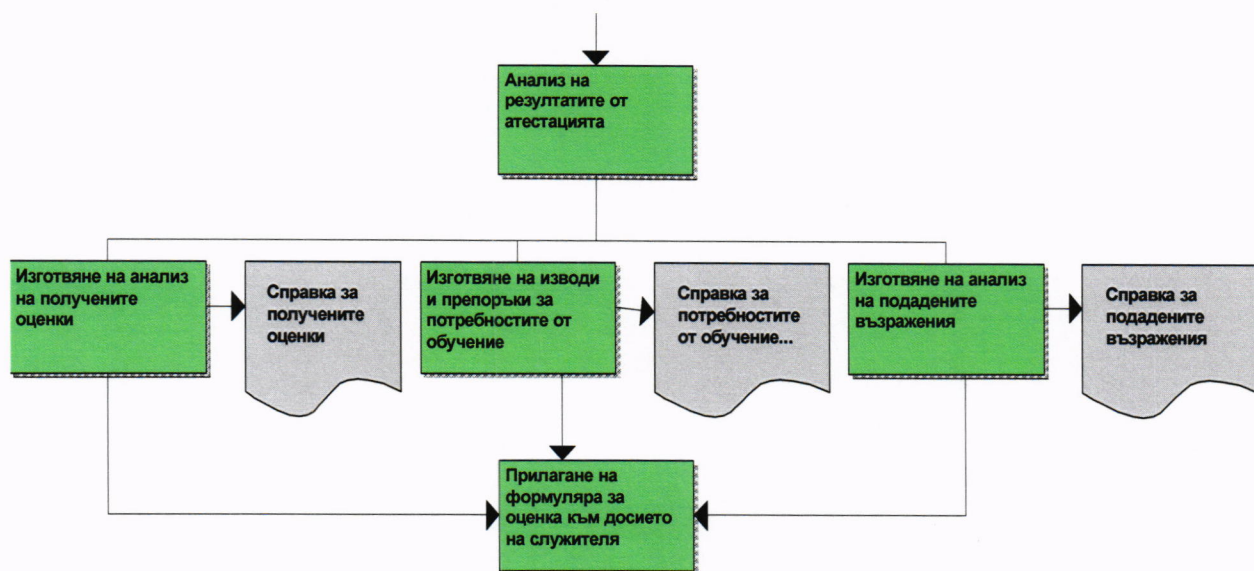 Анализ на
резултатите от
атестацията
Изготвяне на анализ
на получените
оценки
Справка за
получените
оценки
Изготвяне на изводи
и препоръки за
потребностите от
обучение
Справка за
потребностите
от обучение...
Изготвяне на анализ
на подадените
възражения
Справка за
подадените
възражения
Прилагане на
формуляра за
оценка към досието
на служителя